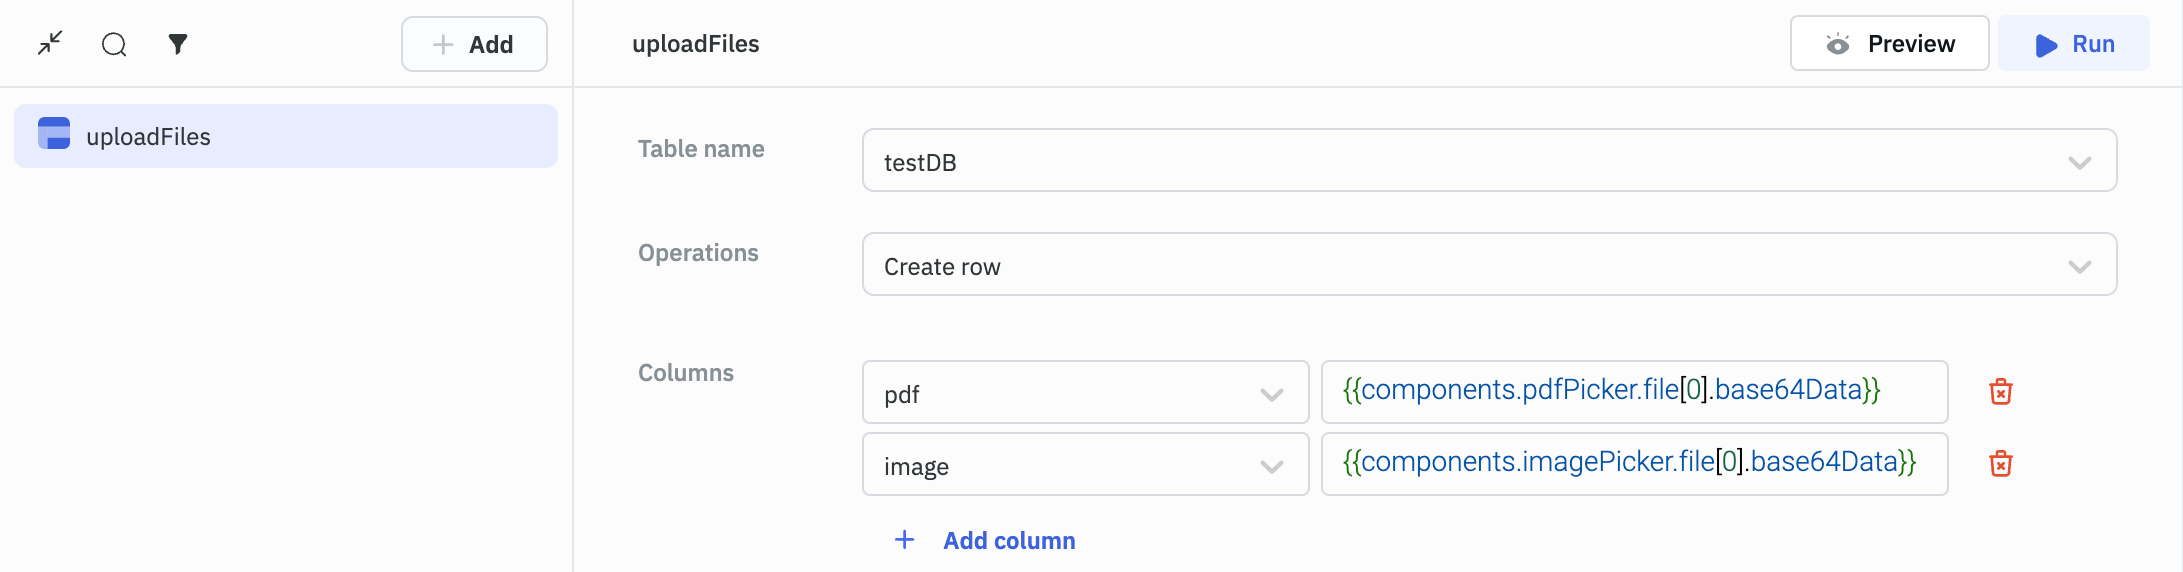 Add
uploadFiles
uploadFiles
Preview
Run
Table name
testDB
Operations
Create row
Columns
pdf
{{components.pdfPicker.file[0].base64Data}}
image
{{components.imagePicker.file[0].base64Data}}
Add column